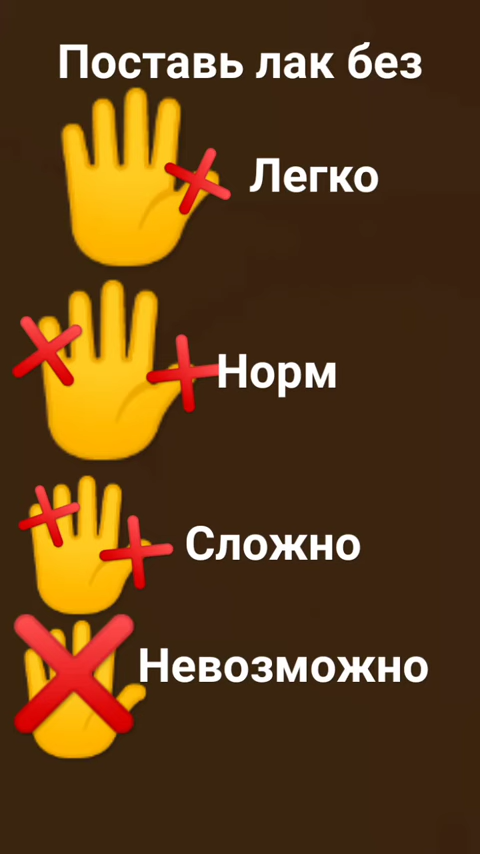 Поставь лак без
Легко
Норм
Сложно
Невозможно